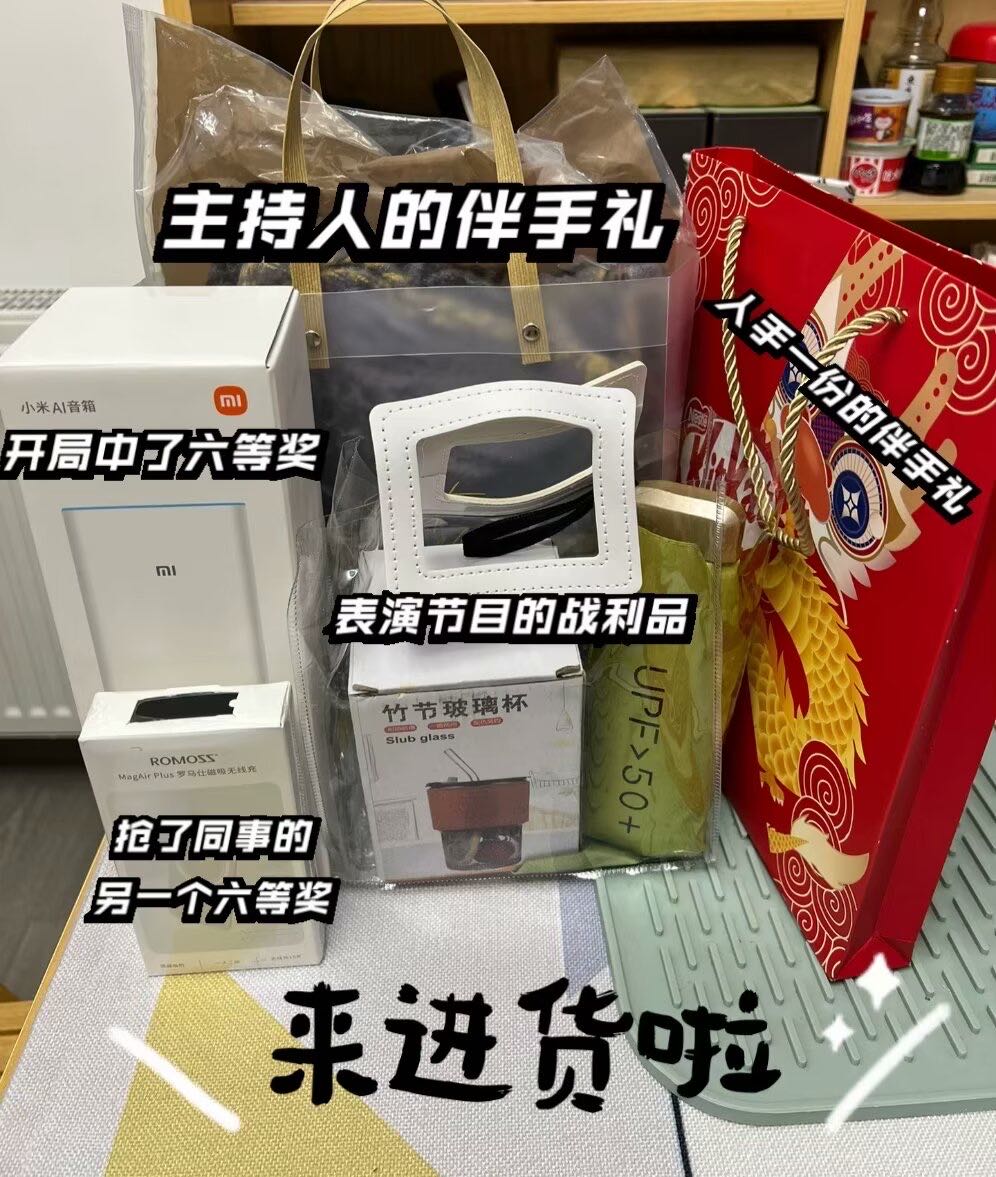 主持人的伴手礼
人手一份的伴手礼
小米AI音箱
mi
开局中了六等奖
mi
表演节目的战利品
UPF>50+
竹节玻璃杯
Slub glass
ROMOSS
MagAir Plus 罗马仕磁吸无线充
抢了同事的
另一个六等奖
来进货啦